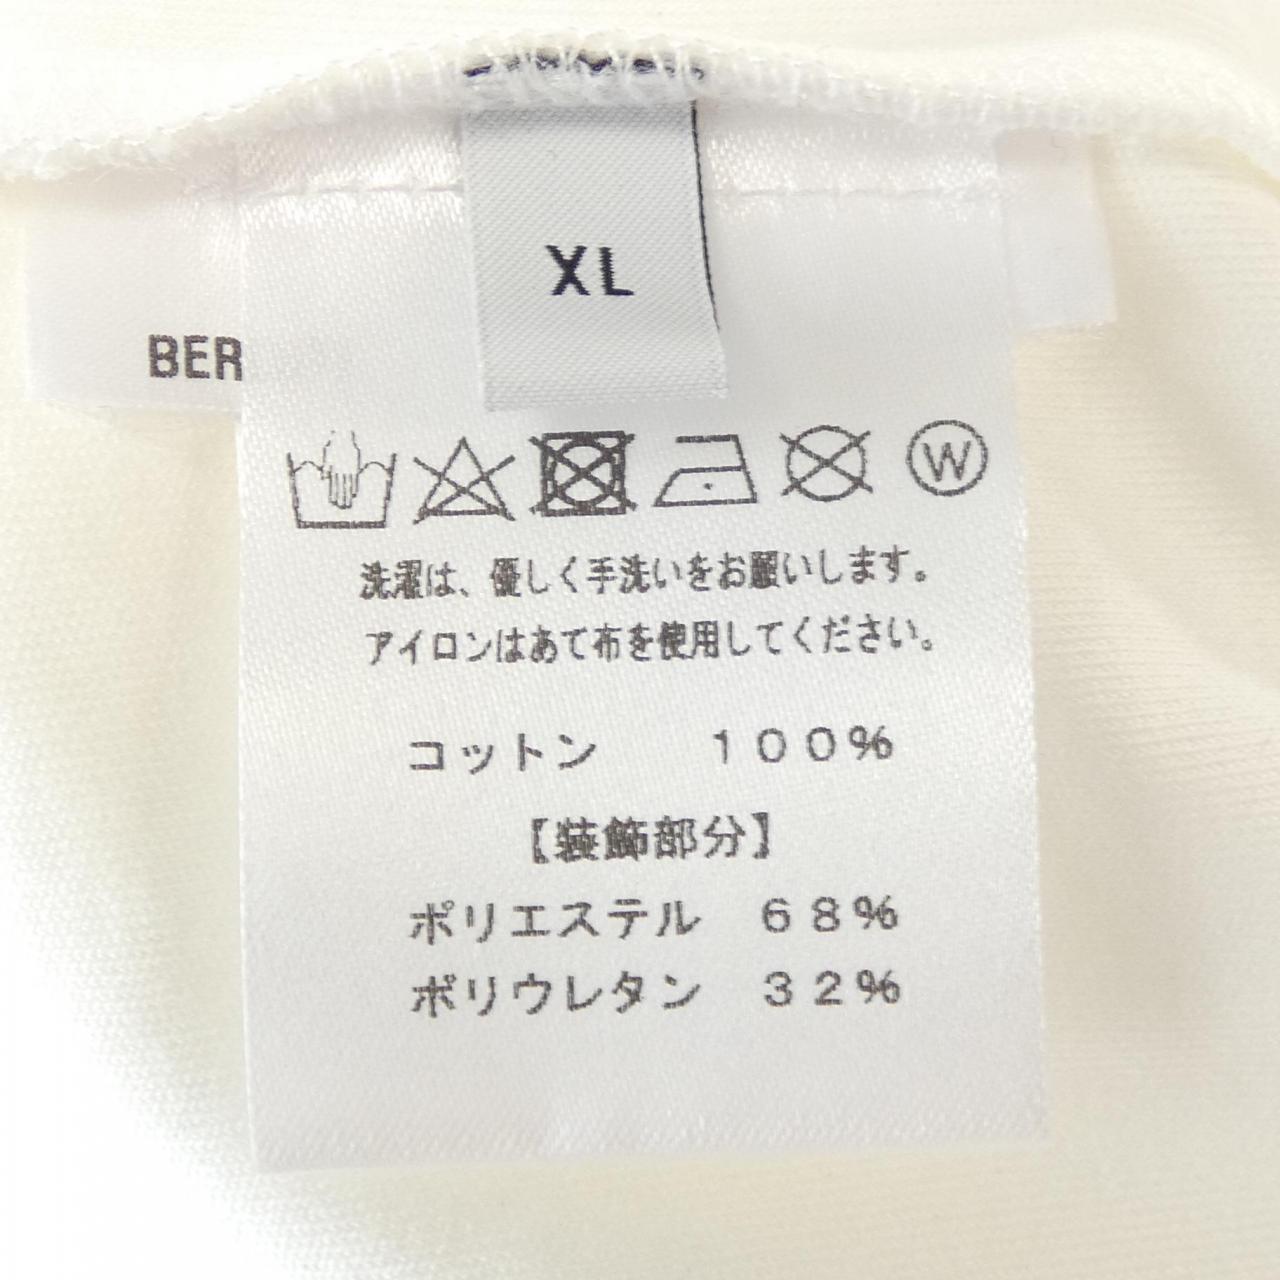 XL
BER
W
洗濯は、優しく手洗いをお願いします。
アイロンはあて布を使用してください。
コットン　１００％
【装飾部分】
ポリエステル　６８％
ポリウレタン　３２％